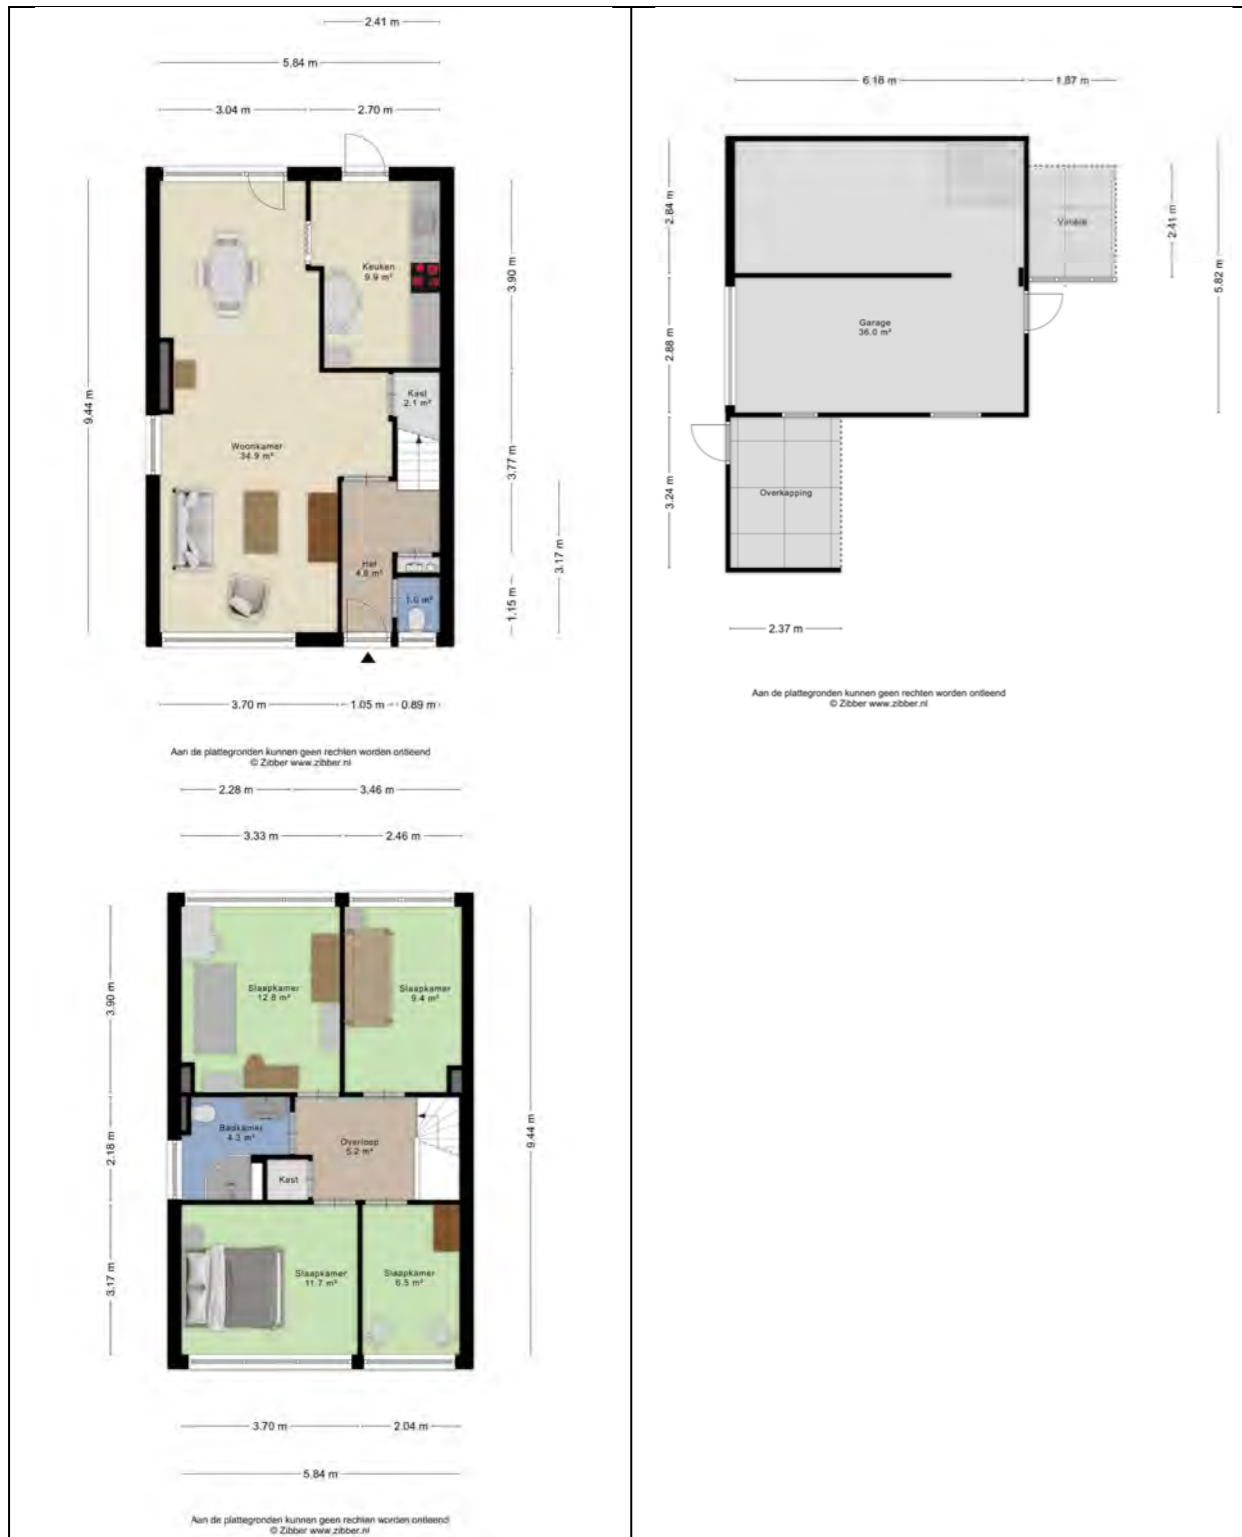 2.41 m
5.84 m
3.04 m
2.70 m
9.44 m
3.90 m
3.77 m
3.17 m
1.15 m
Keuken
9.9 m²
Kast
2.1 m²
Woonkamer
34.9 m²
Hal
4.8 m²
1.0 m²
3.70 m
1.05 m
0.89 m
Aan de plattegronden kunnen geen rechten worden ontleend
© Zibber www.zibber.nl
2.28 m
3.46 m
3.33 m
2.46 m
3.90 m
2.18 m
3.17 m
9.44 m
Slaapkamer
12.8 m²
Slaapkamer
9.4 m²
Badkamer
4.3 m²
Overloop
5.2 m²
Kast
Slaapkamer
11.7 m²
Slaapkamer
6.5 m²
3.70 m
2.04 m
5.84 m
Aan de plattegronden kunnen geen rechten worden ontleend
© Zibber www.zibber.nl
6.18 m
1.87 m
2.84 m
2.88 m
3.24 m
2.41 m
5.82 m
Garage
36.0 m²
Overkapping
2.37 m
Aan de plattegronden kunnen geen rechten worden ontleend
© Zibber www.zibber.nl